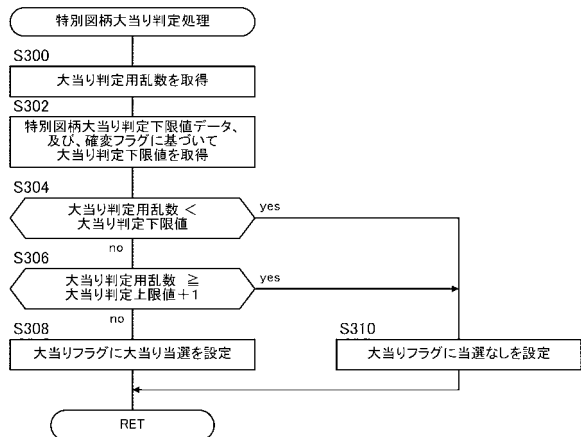 特別図柄大当り判定処理
S300
大当り判定用乱数を取得
S302
特別図柄大当り判定下限値データ、
及び、確変フラグに基づいて
大当り判定下限値を取得
S304
大当り判定用乱数 <
大当り判定下限値
yes
no
S306
大当り判定用乱数 ≧
大当り判定上限値+1
yes
no
S308
大当りフラグに大当り当選を設定
S310
大当りフラグに当選なしを設定
RET